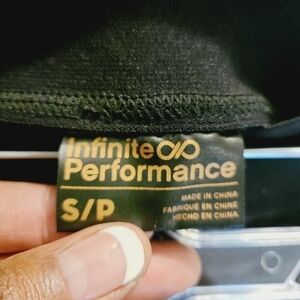 Infinite
Performance
S/P
MADE IN CHINA
FABRIQUÉ EN CHINE
HECHO EN CHINA